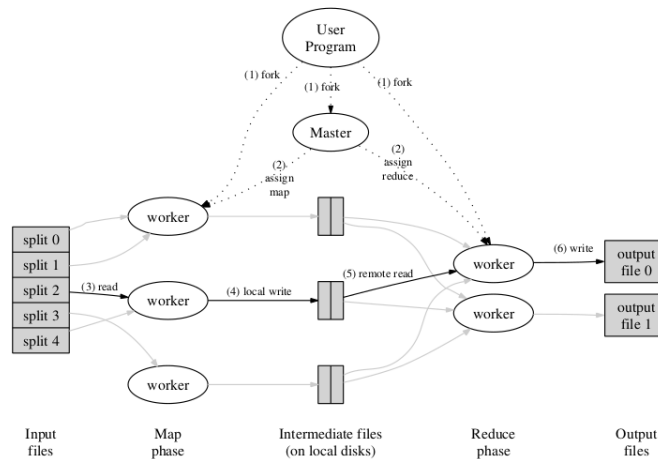 User
Program
(1) fork
(1) fork
(1) fork
Master
(2)
assign
map
(2)
assign
reduce
worker
split 0
split 1
split 2
split 3
split 4
(3) read
worker
(4) local write
(5) remote read
worker
(6) write
output
file 0
worker
output
file 1
worker
Input
files
Map
phase
Intermediate files
(on local disks)
Reduce
phase
Output
files